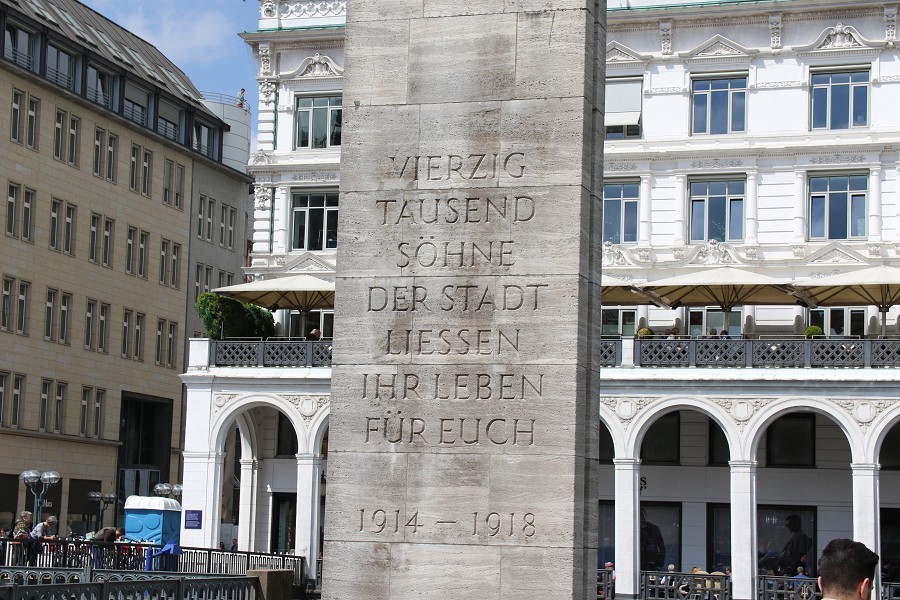 VIERZIG
TAUSEND
SÖHNE
DER STADT
LIESSEN
IHR LEBEN
FÜR EUCH
1914 – 1918